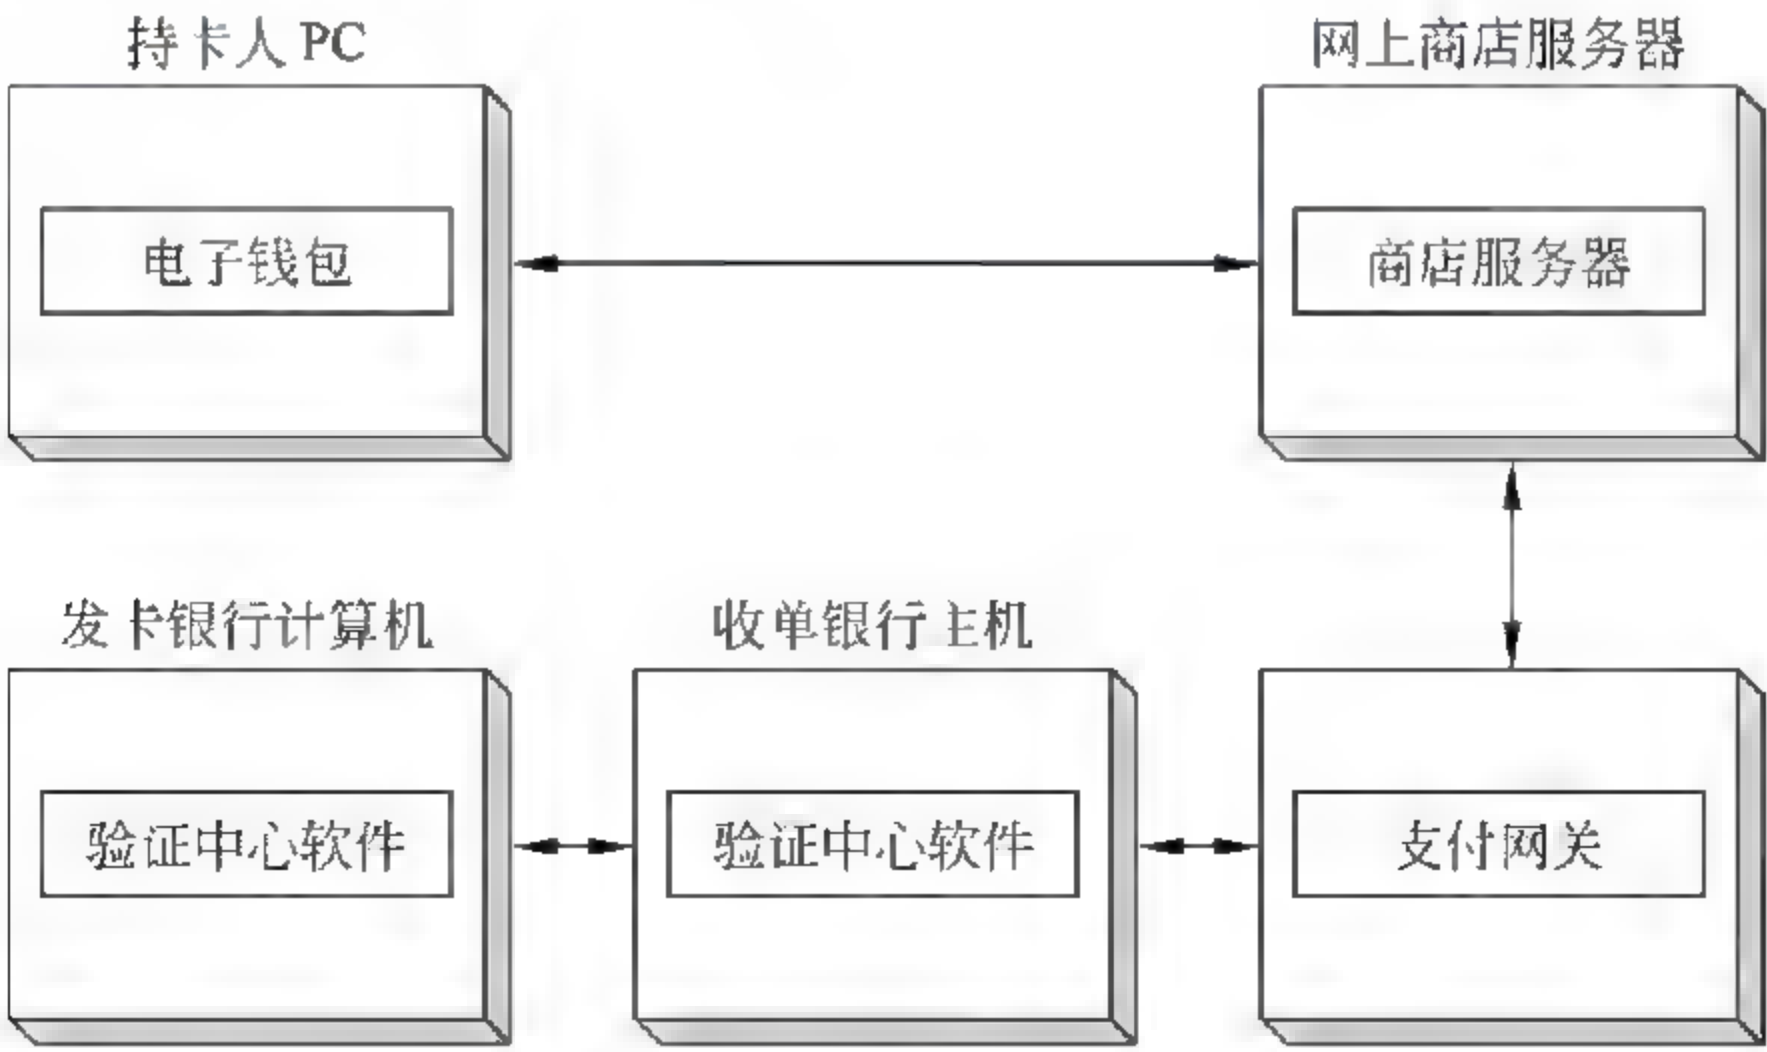 持卡人 PC
网上商店服务器
电子钱包
商店服务器
发卡银行计算机
收单银行主机
验证中心软件
验证中心软件
支付网关